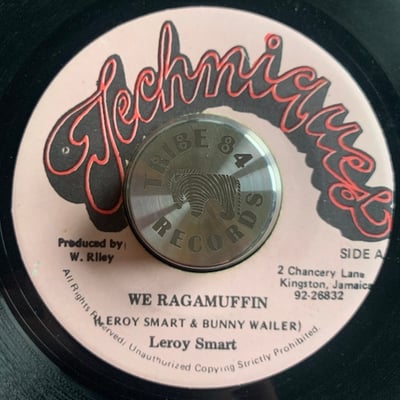 Techniques
TRIBE 84
RECORDS
Produced by:
W. Riley
SIDE A
2 Chancery Lane
Kingston, Jamaica
92-26832
WE RAGAMUFFIN
(LEROY SMART & BUNNY WAILER)
Leroy Smart
All Rights Reserved. Unauthorized Copying Strictly Prohibited.